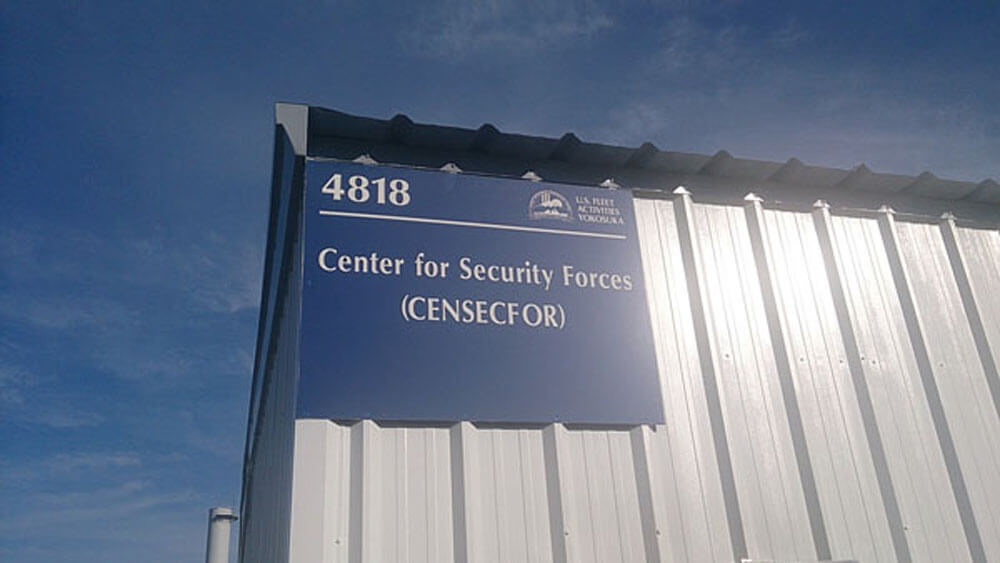 4818
U.S. FLEET
ACTIVITIES
YOKOSUKA
Center for Security Forces
(CENSECFOR)